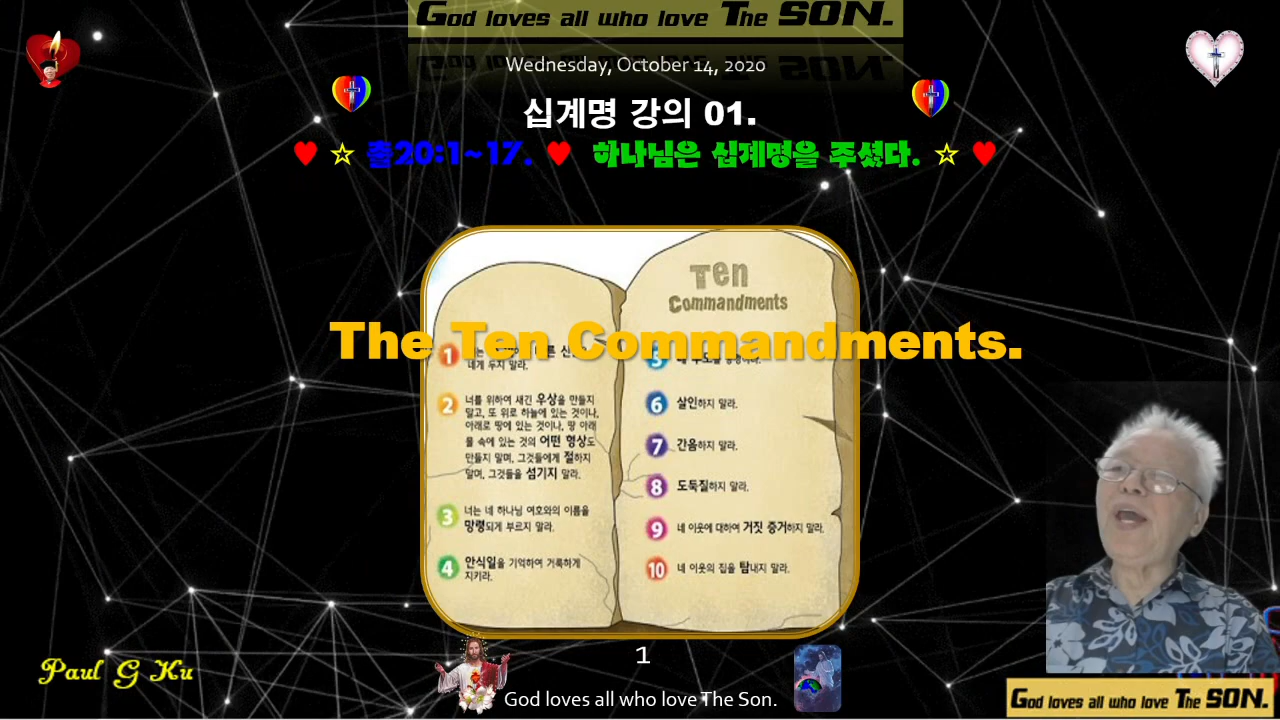 God loves all who love The SON.
Wednesday, October 14, 2020
십계명 강의 01.
♥ ☆ 출20:1~17. ♥ 하나님은 십계명을 주셨다. ☆ ♥
Ten
Commandments
The Ten Commandments.
1
네게 두지 말라.
2 너를 위하여 새긴 우상을 만들지
말고, 또 위로 하늘에 있는 것이나,
아래로 땅에 있는 것이나, 땅 아래
물 속에 있는 것의 어떤 형상도
만들지 말며, 그것들에게 절하지
말며, 그것들을 섬기지 말라.
3 너는 네 하나님 여호와의 이름을
망령되게 부르지 말라.
4 안식일을 기억하여 거룩하게
지키라.
5
6 살인하지 말라.
7 간음하지 말라.
8 도둑질하지 말라.
9 네 이웃에 대하여 거짓 증거하지 말라.
10 네 이웃의 집을 탐내지 말라.
Paul G Ku
1
God loves all who love The Son.
God loves all who love The SON.